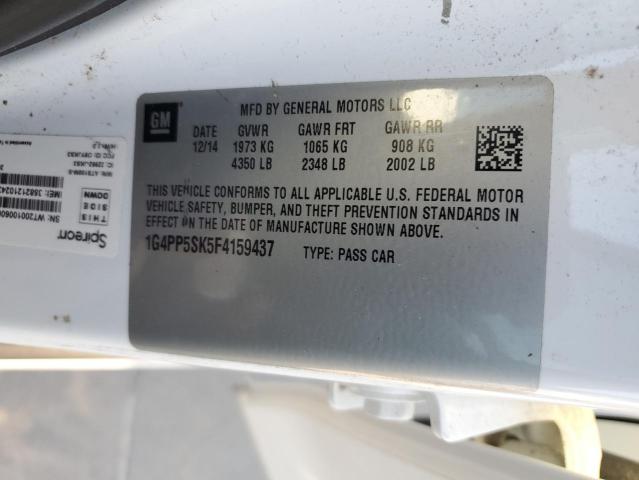 GM
MFD BY GENERAL MOTORS LLC
DATE GVWR GAWR FRT GAWR RR
12/14 1973 KG 1065 KG 908 KG
4350 LB 2348 LB 2002 LB
THIS VEHICLE CONFORMS TO ALL APPLICABLE U.S. FEDERAL MOTOR
VEHICLE SAFETY, BUMPER, AND THEFT PREVENTION STANDARDS IN
EFFECT ON THE DATE OF MANUFACTURE SHOWN ABOVE.
1G4PP5SK5F4159437 TYPE: PASS CAR
Spireon
THIS
SIDE
DOWN